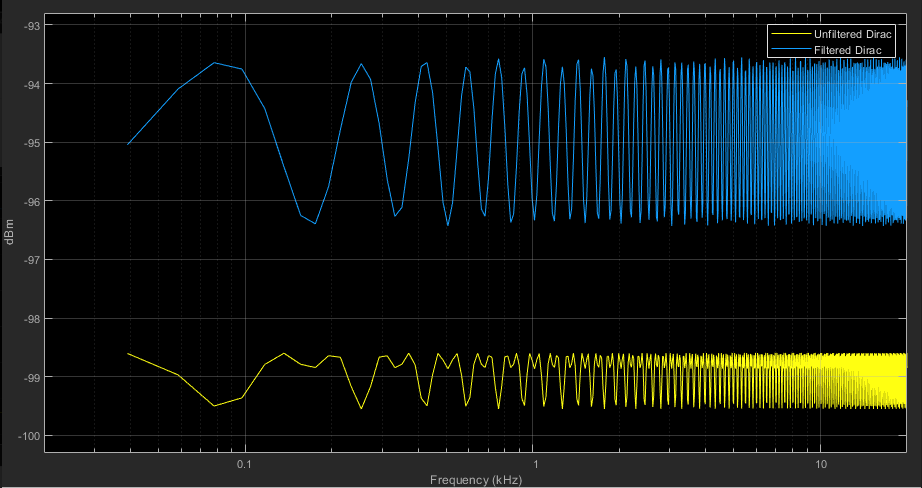 -93
Unfiltered Dirac
Filtered Dirac
-94
-95
-96
dBm
-97
-98
-99
-100
0.1
1
10
Frequency (kHz)